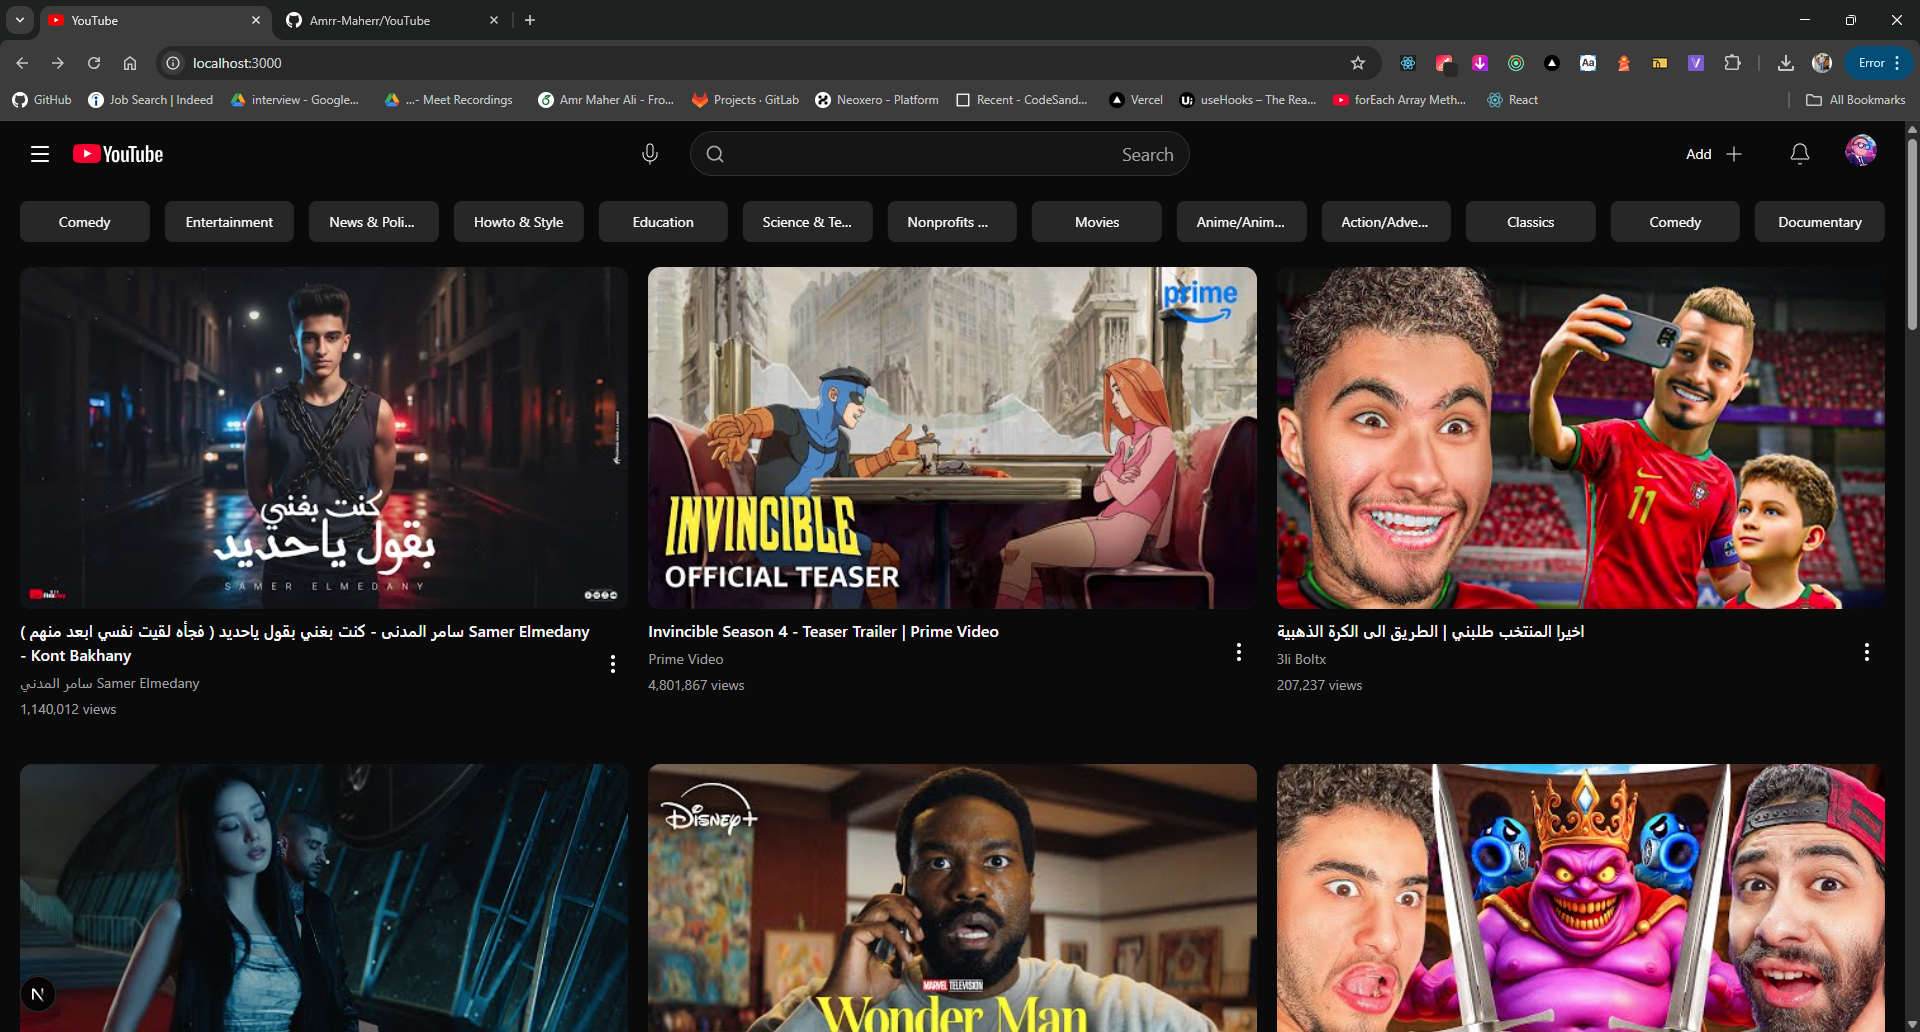 YouTube
Amrr-Maherr/YouTube
localhost:3000
Error
GitHub
Job Search | Indeed
interview - Google...
...- Meet Recordings
Amr Maher Ali - Fro...
Projects · GitLab
Neoxero - Platform
Recent - CodeSand...
Vercel
useHooks – The Rea...
forEach Array Meth...
React
All Bookmarks
YouTube
Search
Add
Comedy
Entertainment
News & Poli...
Howto & Style
Education
Science & Te...
Nonprofits ...
Movies
Anime/Anim...
Action/Adve...
Classics
Comedy
Documentary
كنت بغني
بقول ياحديد
SAMER ELMEDANY
prime
INVINCIBLE
OFFICIAL TEASER
11
سامر المدنى - كنت بغني بقول ياحديد ( فجأه لقيت نفسي ابعد منهم ) Samer Elmedany
- Kont Bakhany
سامر المدني Samer Elmedany
1,140,012 views
Invincible Season 4 - Teaser Trailer | Prime Video
Prime Video
4,801,867 views
اخيرا المنتخب طلبني | الطريق الى الكرة الذهبية
3li Boltx
207,237 views
Disney+
MARVEL TELEVISION
Wonder Man
N